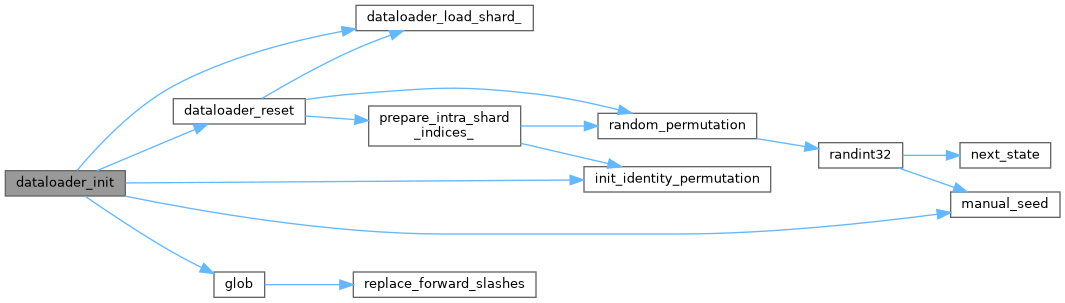 dataloader_load_shard_
dataloader_reset
prepare_intra_shard
_indices_
random_permutation
randint32
next_state
dataloader_init
init_identity_permutation
manual_seed
glob
replace_forward_slashes